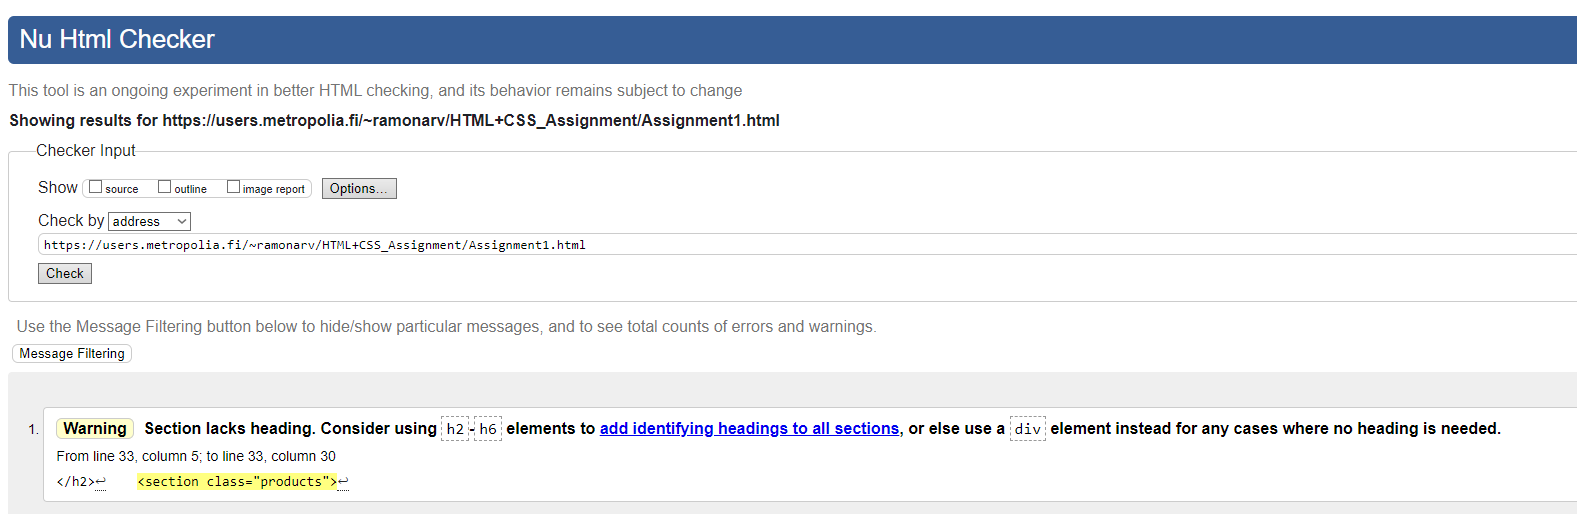 Nu Html Checker
This tool is an ongoing experiment in better HTML checking, and its behavior remains subject to change
Showing results for https://users.metropolia.fi/~ramonarv/HTML+CSS_Assignment/Assignment1.html
Checker Input
Show source outline image report Options...
Check by address
https://users.metropolia.fi/~ramonarv/HTML+CSS_Assignment/Assignment1.html
Check
Use the Message Filtering button below to hide/show particular messages, and to see total counts of errors and warnings.
Message Filtering
1. Warning Section lacks heading. Consider using h2-h6 elements to add identifying headings to all sections, or else use a div element instead for any cases where no heading is needed.
From line 33, column 5; to line 33, column 30
</h2>↩ <section class="products">↩